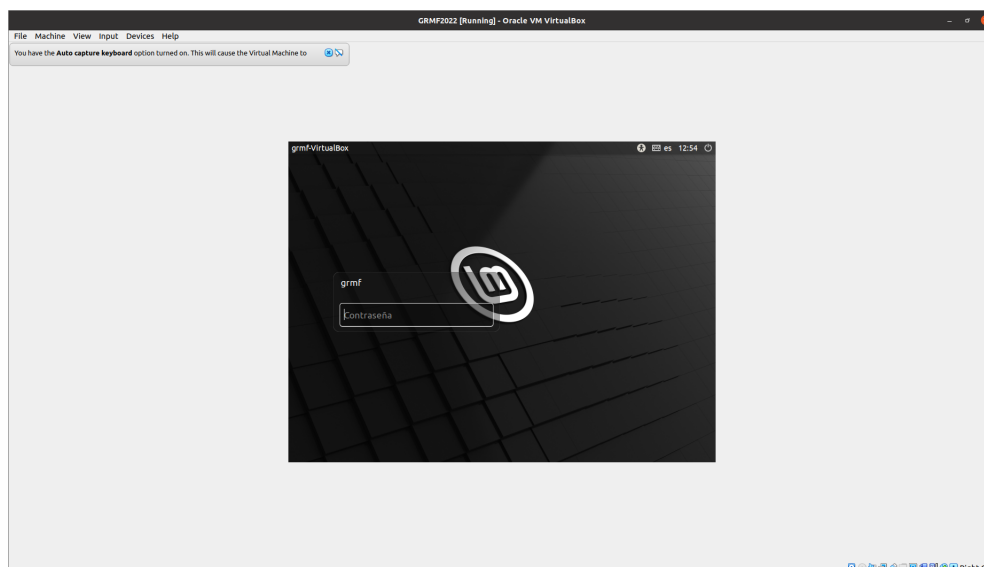 GRMF2022 [Running] - Oracle VM VirtualBox
File Machine View Input Devices Help
You have the Auto capture keyboard option turned on. This will cause the Virtual Machine to
grmf-VirtualBox es 12:54
grmf
Contraseña